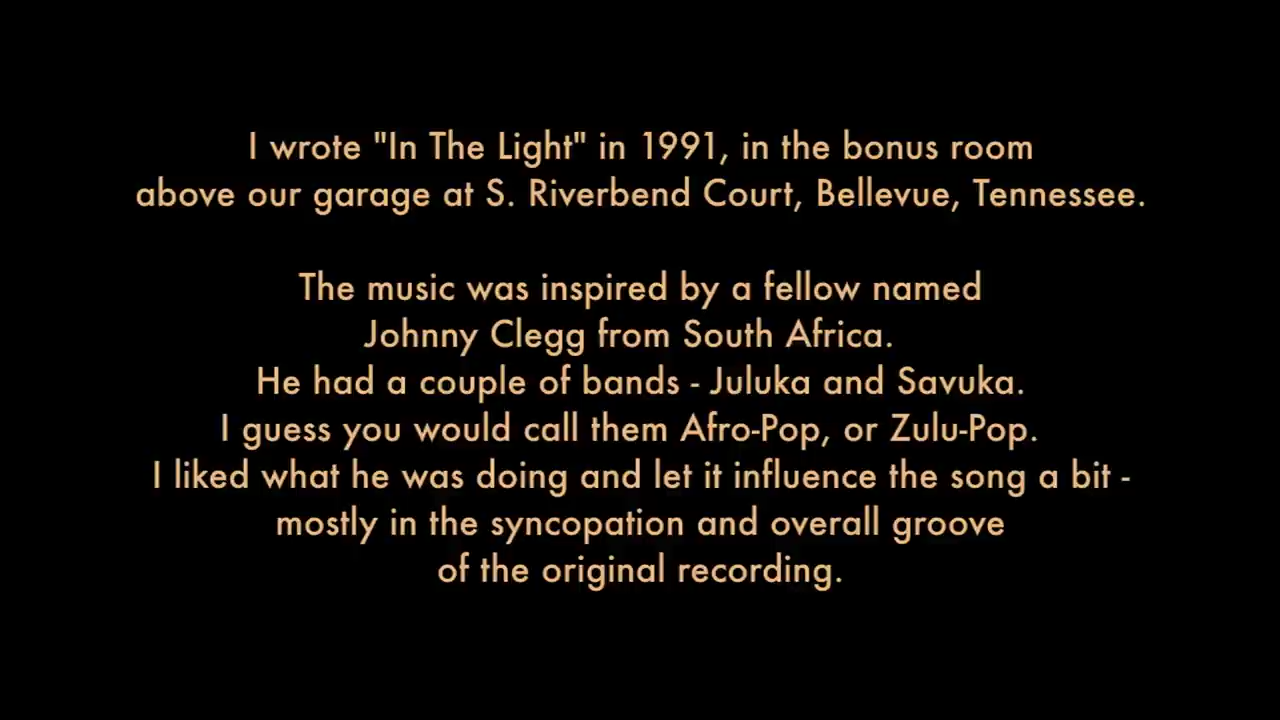 I wrote "In The Light" in 1991, in the bonus room
above our garage at S. Riverbend Court, Bellevue, Tennessee.
The music was inspired by a fellow named
Johnny Clegg from South Africa.
He had a couple of bands - Juluka and Savuka.
I guess you would call them Afro-Pop, or Zulu-Pop.
I liked what he was doing and let it influence the song a bit -
mostly in the syncopation and overall groove
of the original recording.